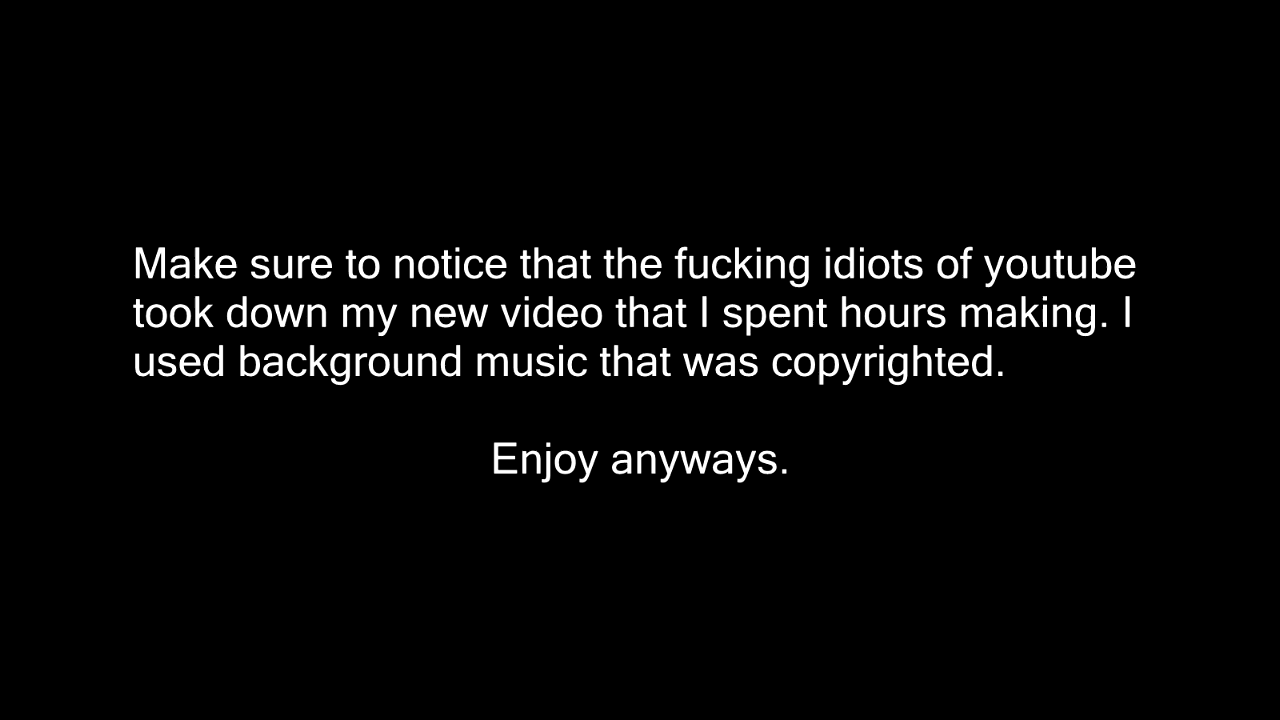 Make sure to notice that the fucking idiots of youtube
took down my new video that I spent hours making. I
used background music that was copyrighted.
Enjoy anyways.